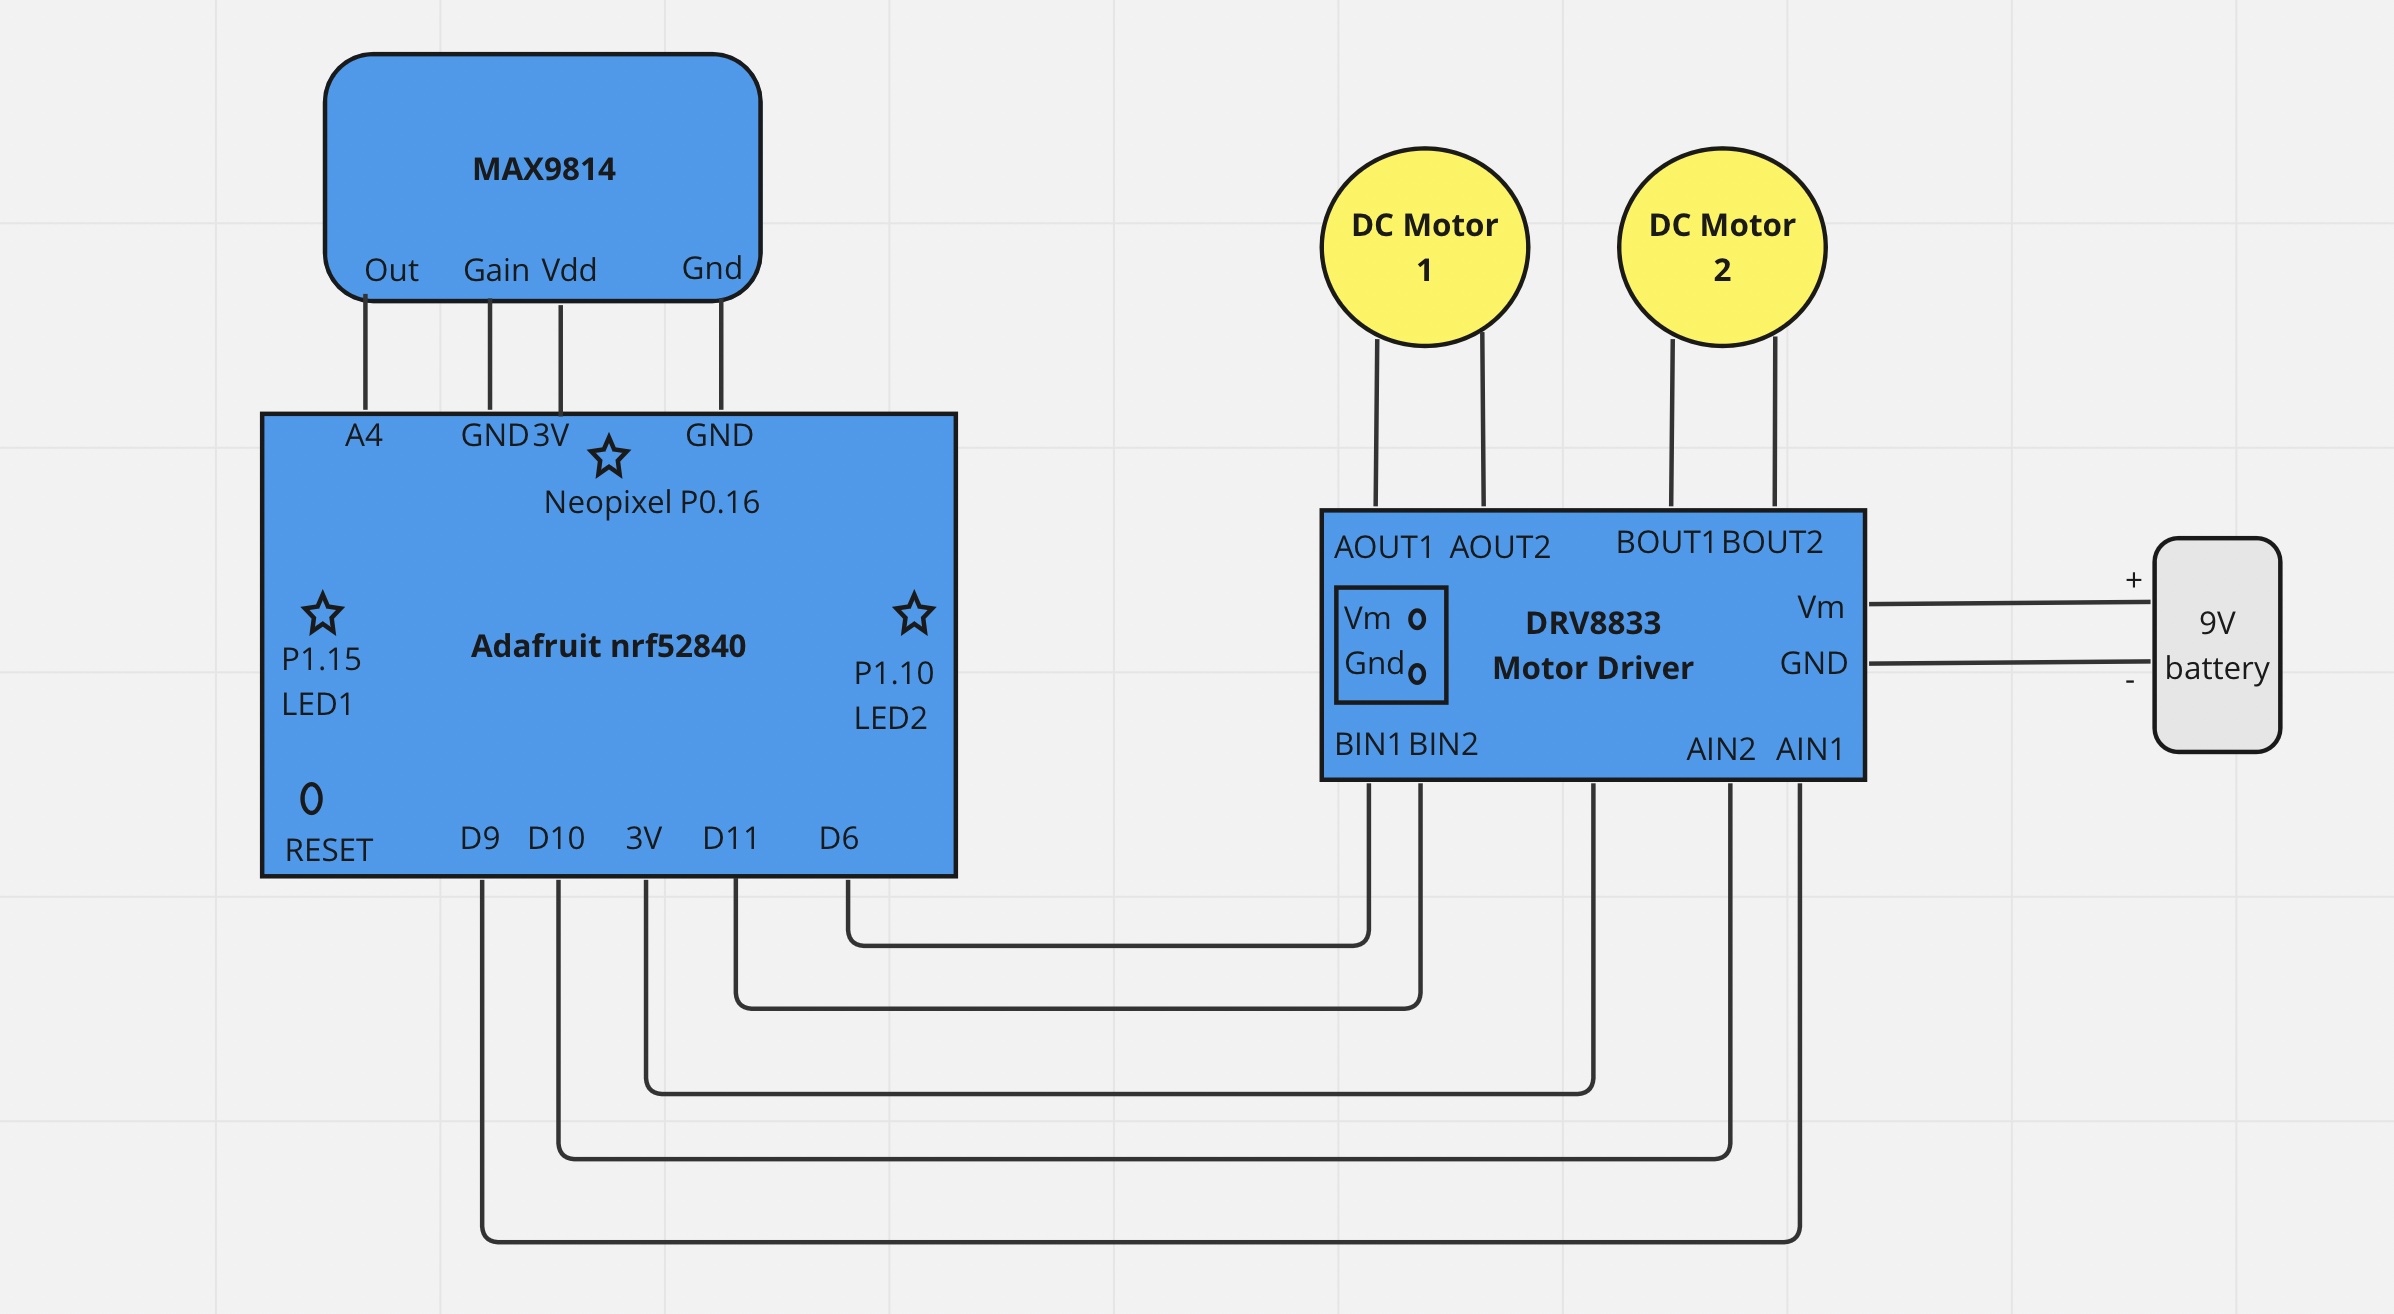 MAX9814
Out Gain Vdd Gnd
DC Motor
1
DC Motor
2
A4 GND 3V GND
Neopixel P0.16
P1.15
LED1
Adafruit nrf52840
P1.10
LED2
RESET
D9 D10 3V D11 D6
AOUT1 AOUT2 BOUT1 BOUT2
Vm
Gnd
DRV8833
Motor Driver
Vm
GND
BIN1 BIN2 AIN2 AIN1
+
-
9V
battery